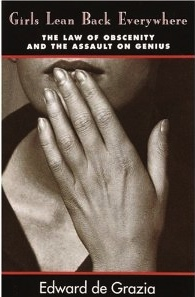 Girls Lean Back Everywhere
THE LAW OF OBSCENITY
AND THE ASSAULT ON GENIUS
Edward de Grazia